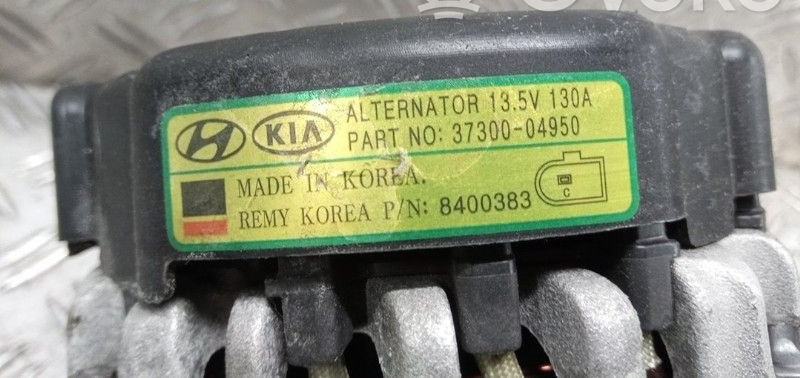 KIA
ALTERNATOR 13.5V 130A
PART NO: 37300-04950
MADE IN KOREA.
REMY KOREA P/N: 8400383
C